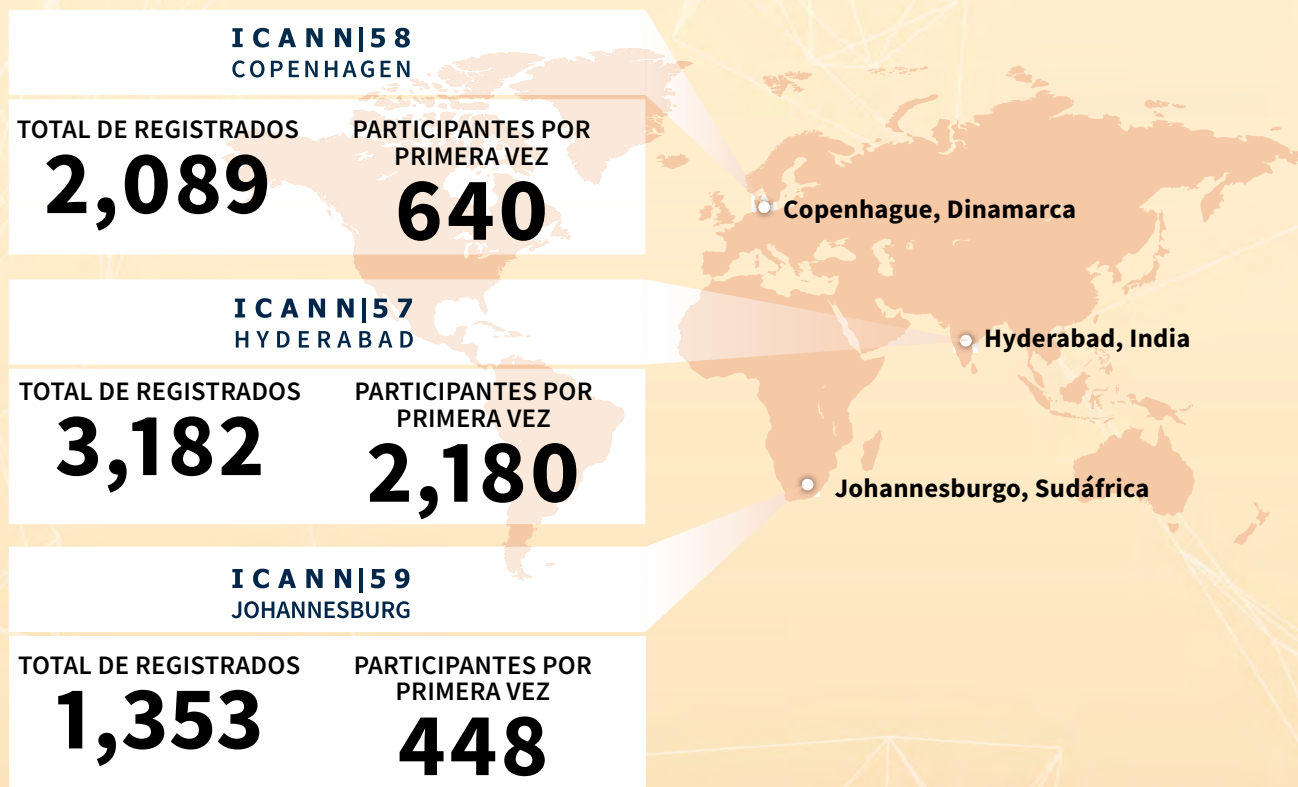 ICANN|58
COPENHAGEN
TOTAL DE REGISTRADOS
2,089
PARTICIPANTES POR
PRIMERA VEZ
640
Copenhague, Dinamarca
ICANN|57
HYDERABAD
TOTAL DE REGISTRADOS
3,182
PARTICIPANTES POR
PRIMERA VEZ
2,180
Hyderabad, India
ICANN|59
JOHANNESBURG
TOTAL DE REGISTRADOS
1,353
PARTICIPANTES POR
PRIMERA VEZ
448
Johannesburgo, Sudáfrica